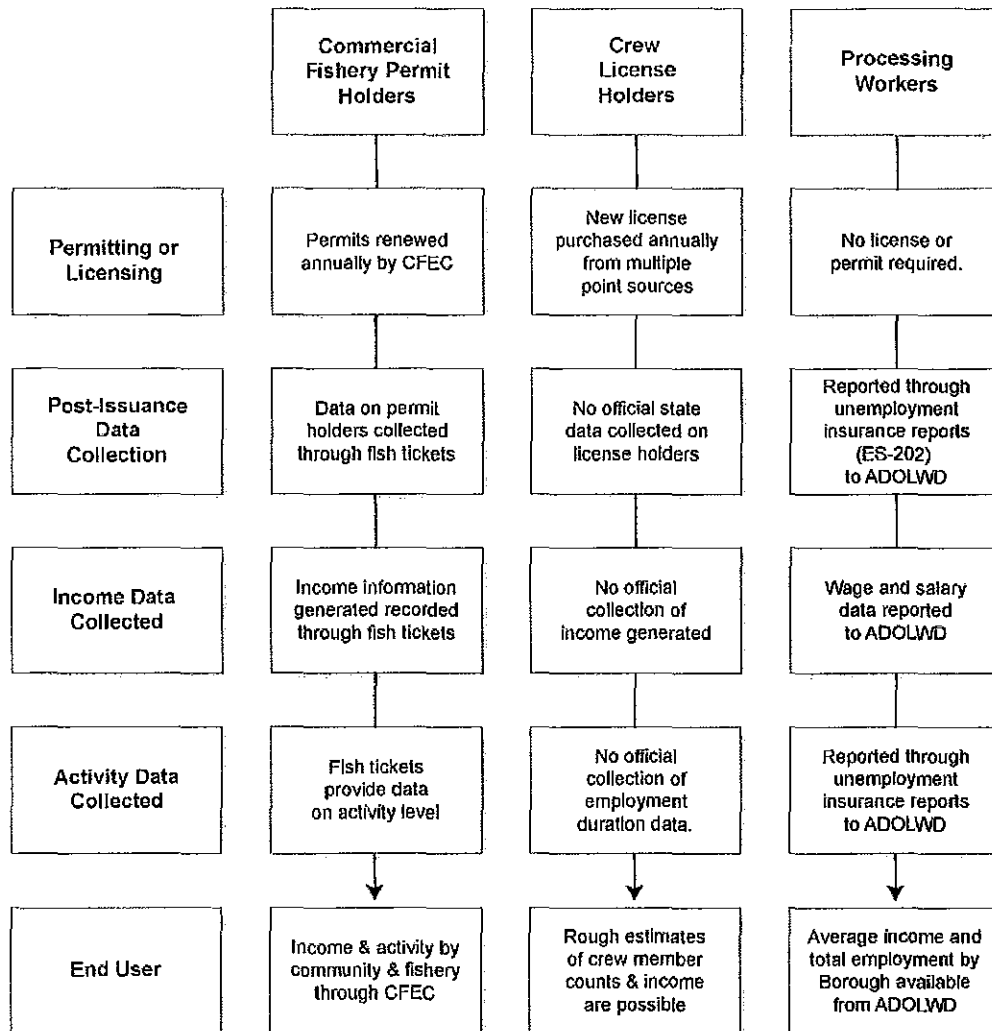 Commercial
Fishery Permit
Holders
Crew
License
Holders
Processing
Workers
Permitting or
Licensing
Permits renewed
annually by CFEC
New license
purchased annually
from multiple
point sources
No license or
permit required.
Post-Issuance
Data
Collection
Data on permit
holders collected
through fish tickets
No official state
data collected on
license holders
Reported through
unemployment
insurance reports
(ES-202)
to ADOLWD
Income Data
Collected
Income information
generated recorded
through fish tickets
No official
collection of
income generated
Wage and salary
data reported
to ADOLWD
Activity Data
Collected
Fish tickets
provide data
on activity level
No official
collection of
employment
duration data.
Reported through
unemployment
insurance reports
to ADOLWD
End User
Income & activity by
community & fishery
through CFEC
Rough estimates
of crew member
counts & income
are possible
Average income and
total employment by
Borough available
from ADOLWD